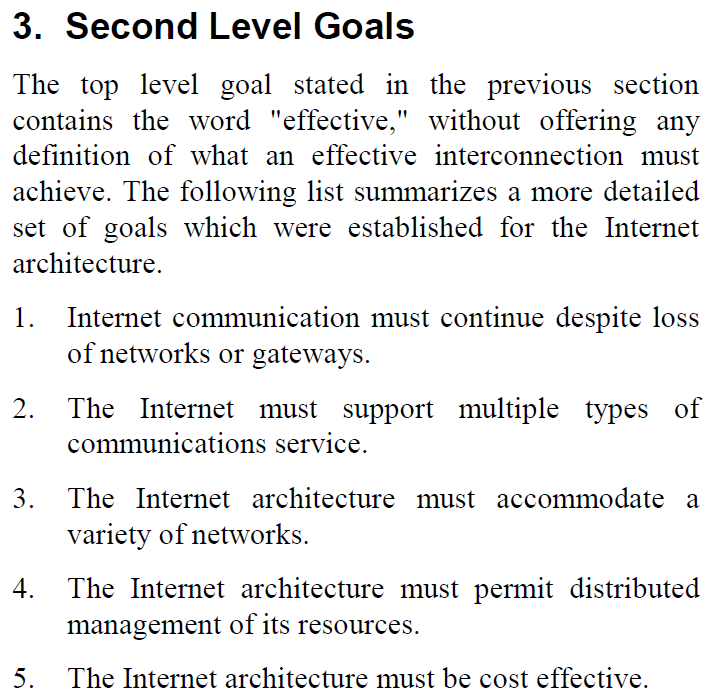 3. Second Level Goals
The top level goal stated in the previous section
contains the word "effective," without offering any
definition of what an effective interconnection must
achieve. The following list summarizes a more detailed
set of goals which were established for the Internet
architecture.
1. Internet communication must continue despite loss
of networks or gateways.
2. The Internet must support multiple types of
communications service.
3. The Internet architecture must accommodate a
variety of networks.
4. The Internet architecture must permit distributed
management of its resources.
5. The Internet architecture must be cost effective.